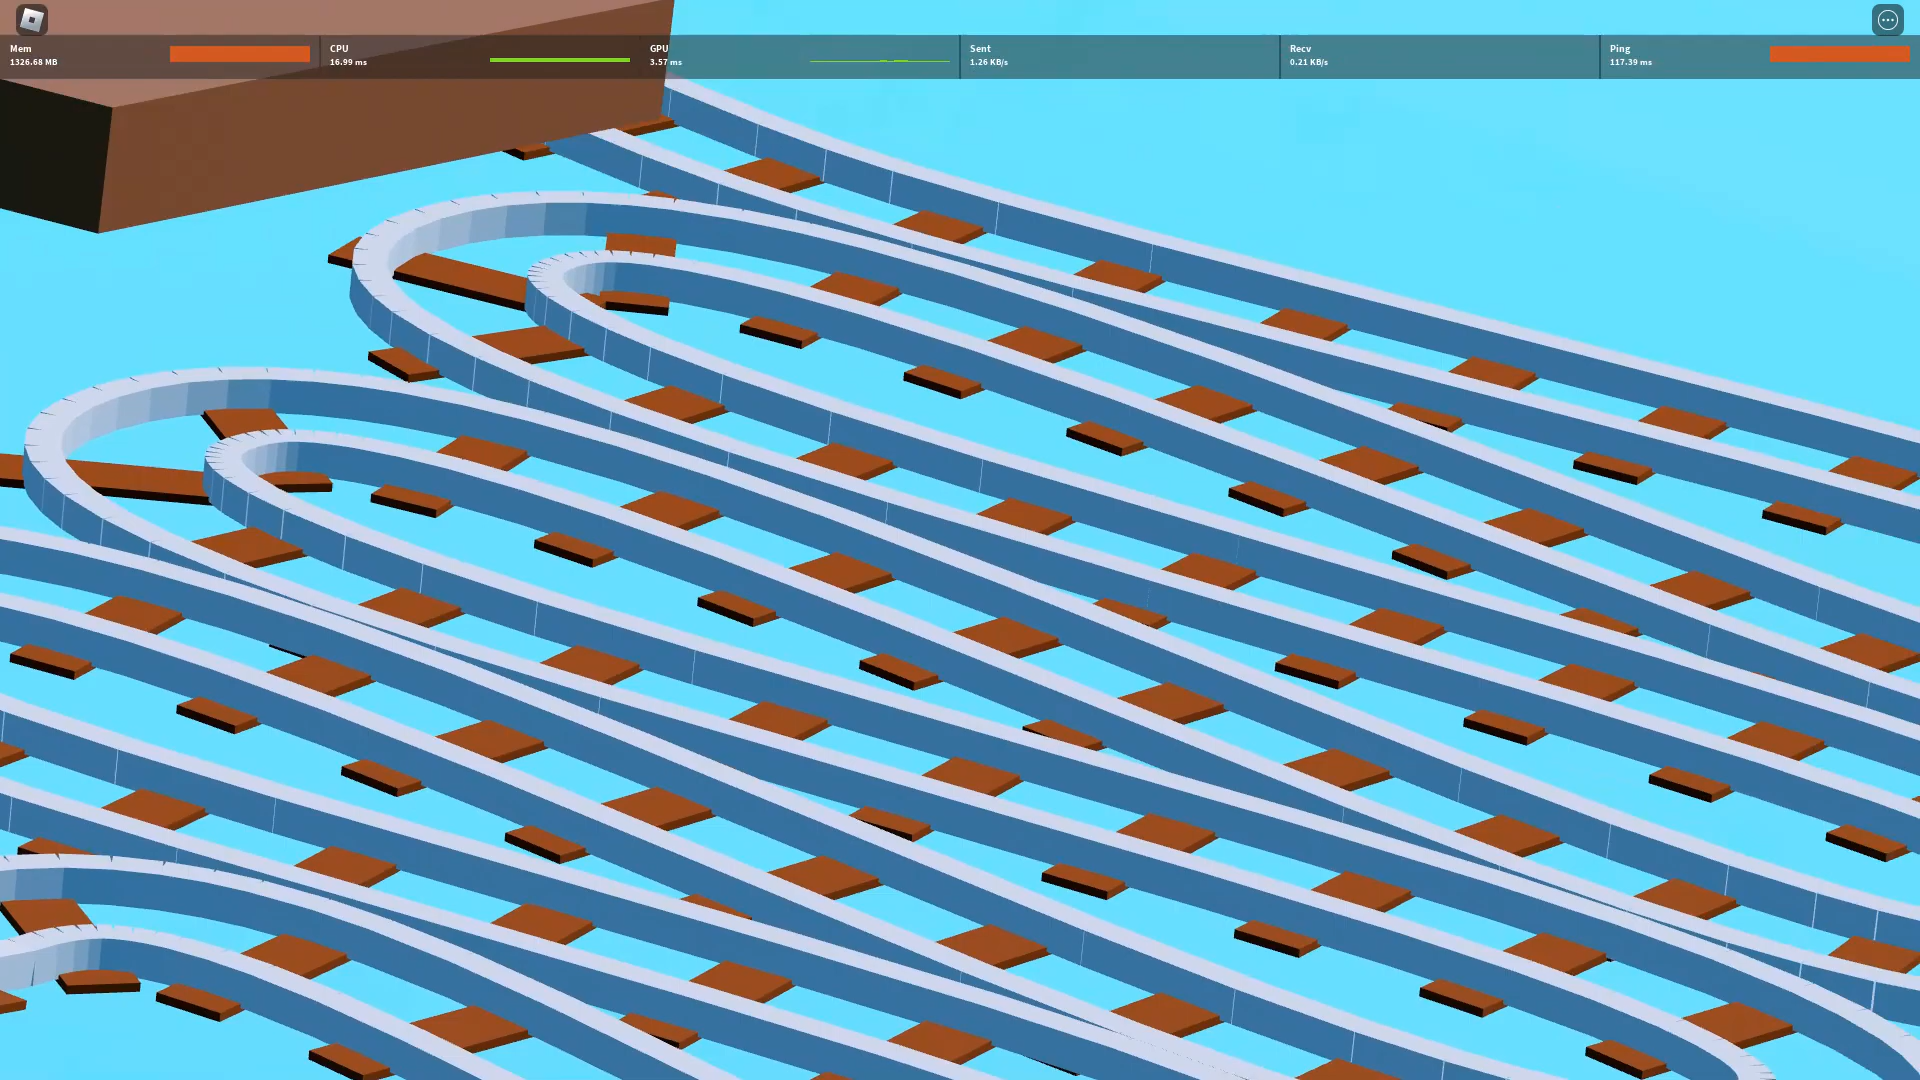 Mem
1326.68 MB
CPU
16.99 ms
GPU
3.57 ms
Sent
1.26 KB/s
Recv
0.21 KB/s
Ping
117.39 ms